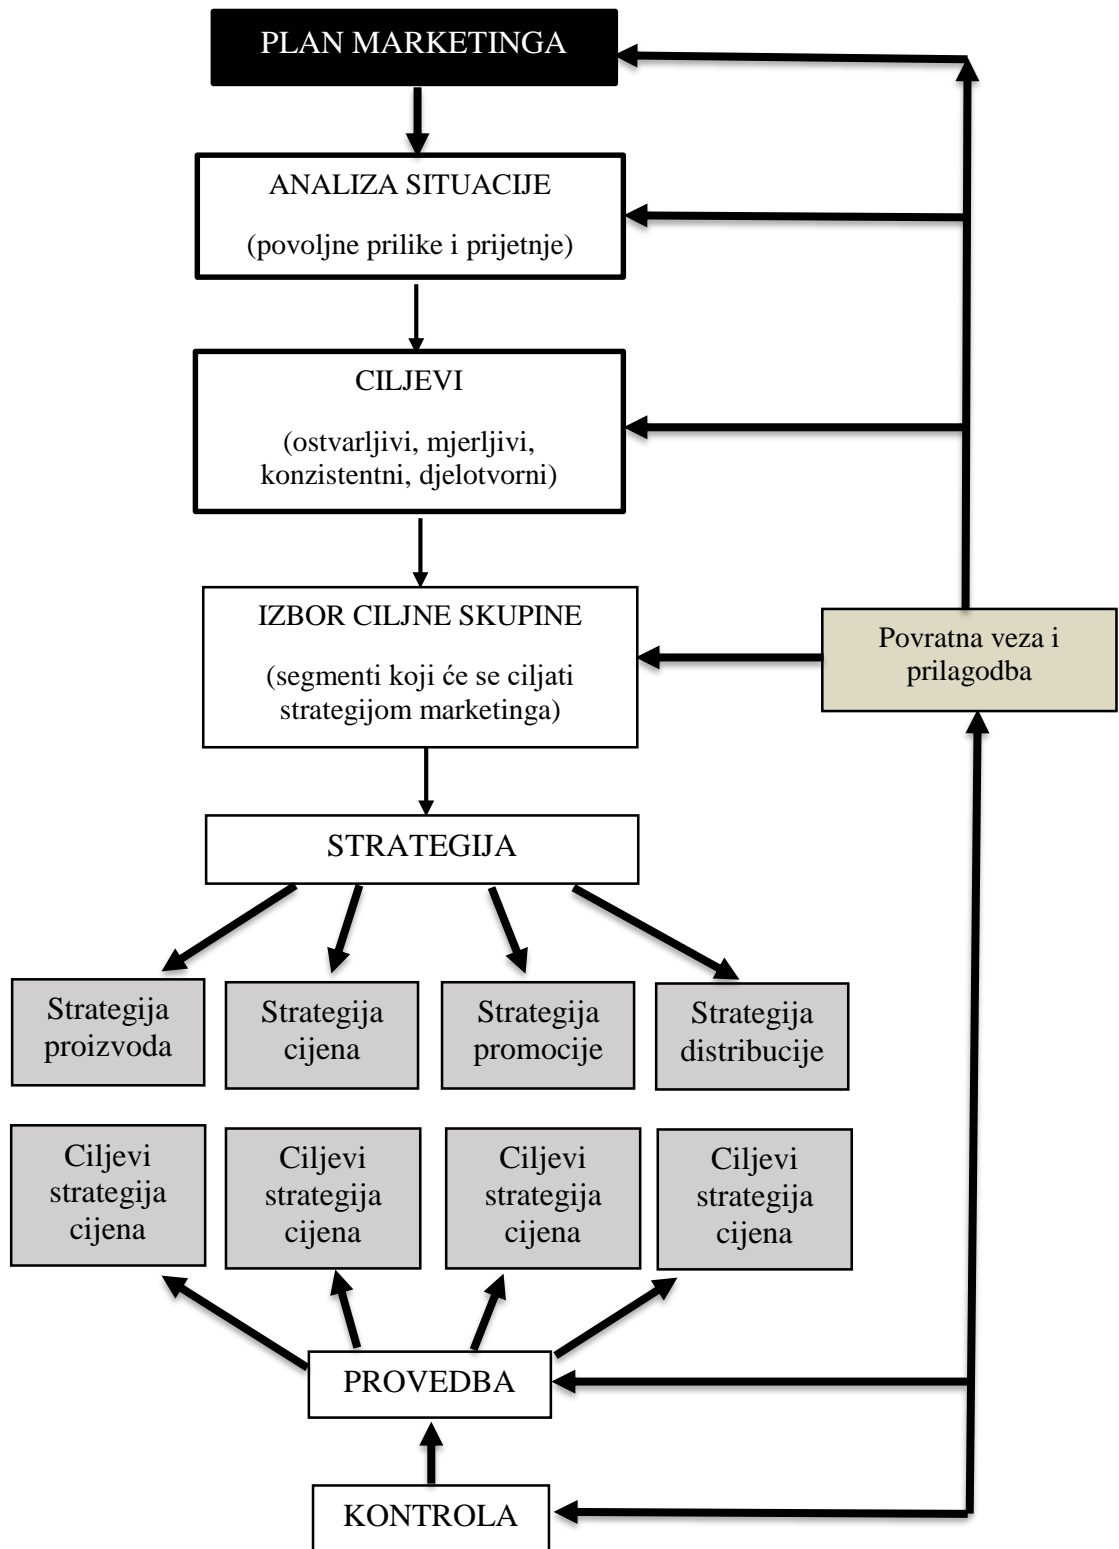 PLAN MARKETINGA
ANALIZA SITUACIJE
(povoljne prilike i prijetnje)
CILJEVI
(ostvarljivi, mjerljivi,
konzistentni, djelotvorni)
IZBOR CILJNE SKUPINE
(segmenti koji će se ciljati
strategijom marketinga)
Povratna veza i
prilagodba
STRATEGIJA
Strategija
proizvoda
Strategija
cijena
Strategija
promocije
Strategija
distribucije
Ciljevi
strategija
cijena
Ciljevi
strategija
cijena
Ciljevi
strategija
cijena
Ciljevi
strategija
cijena
PROVEDBA
KONTROLA